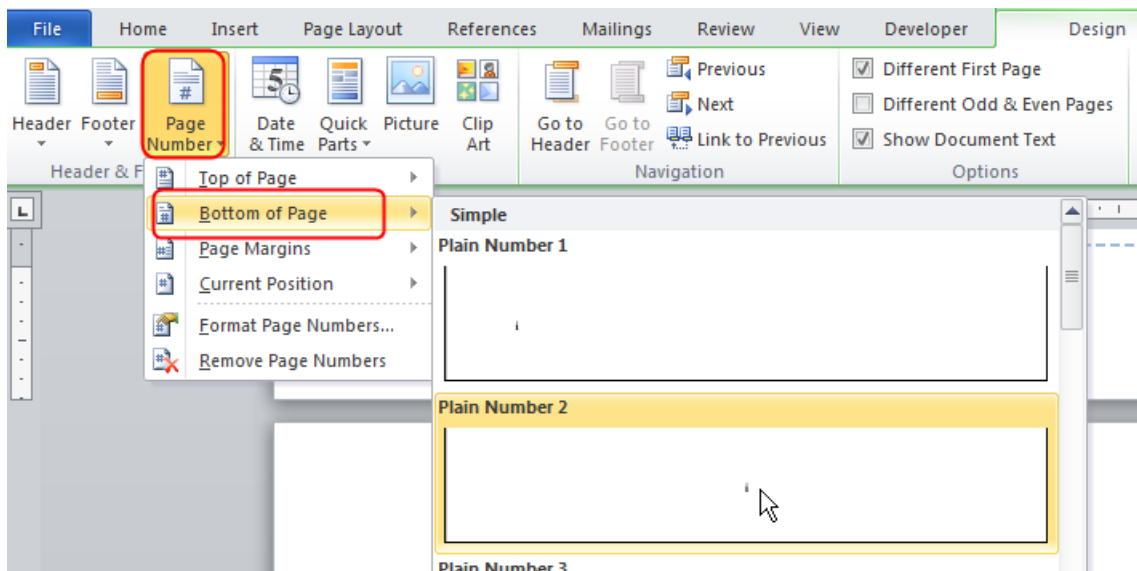 File Home Insert Page Layout References Mailings Review View Developer Design
Header Footer Page Number Date & Time Quick Parts Picture Clip Art Go to Header Go to Footer
Previous
Next
Link to Previous
Different First Page
Different Odd & Even Pages
Show Document Text
Header & F Navigation Options
Top of Page
Bottom of Page
Page Margins
Current Position
Format Page Numbers...
Remove Page Numbers
Simple
Plain Number 1
i
Plain Number 2
i
Plain Number 3